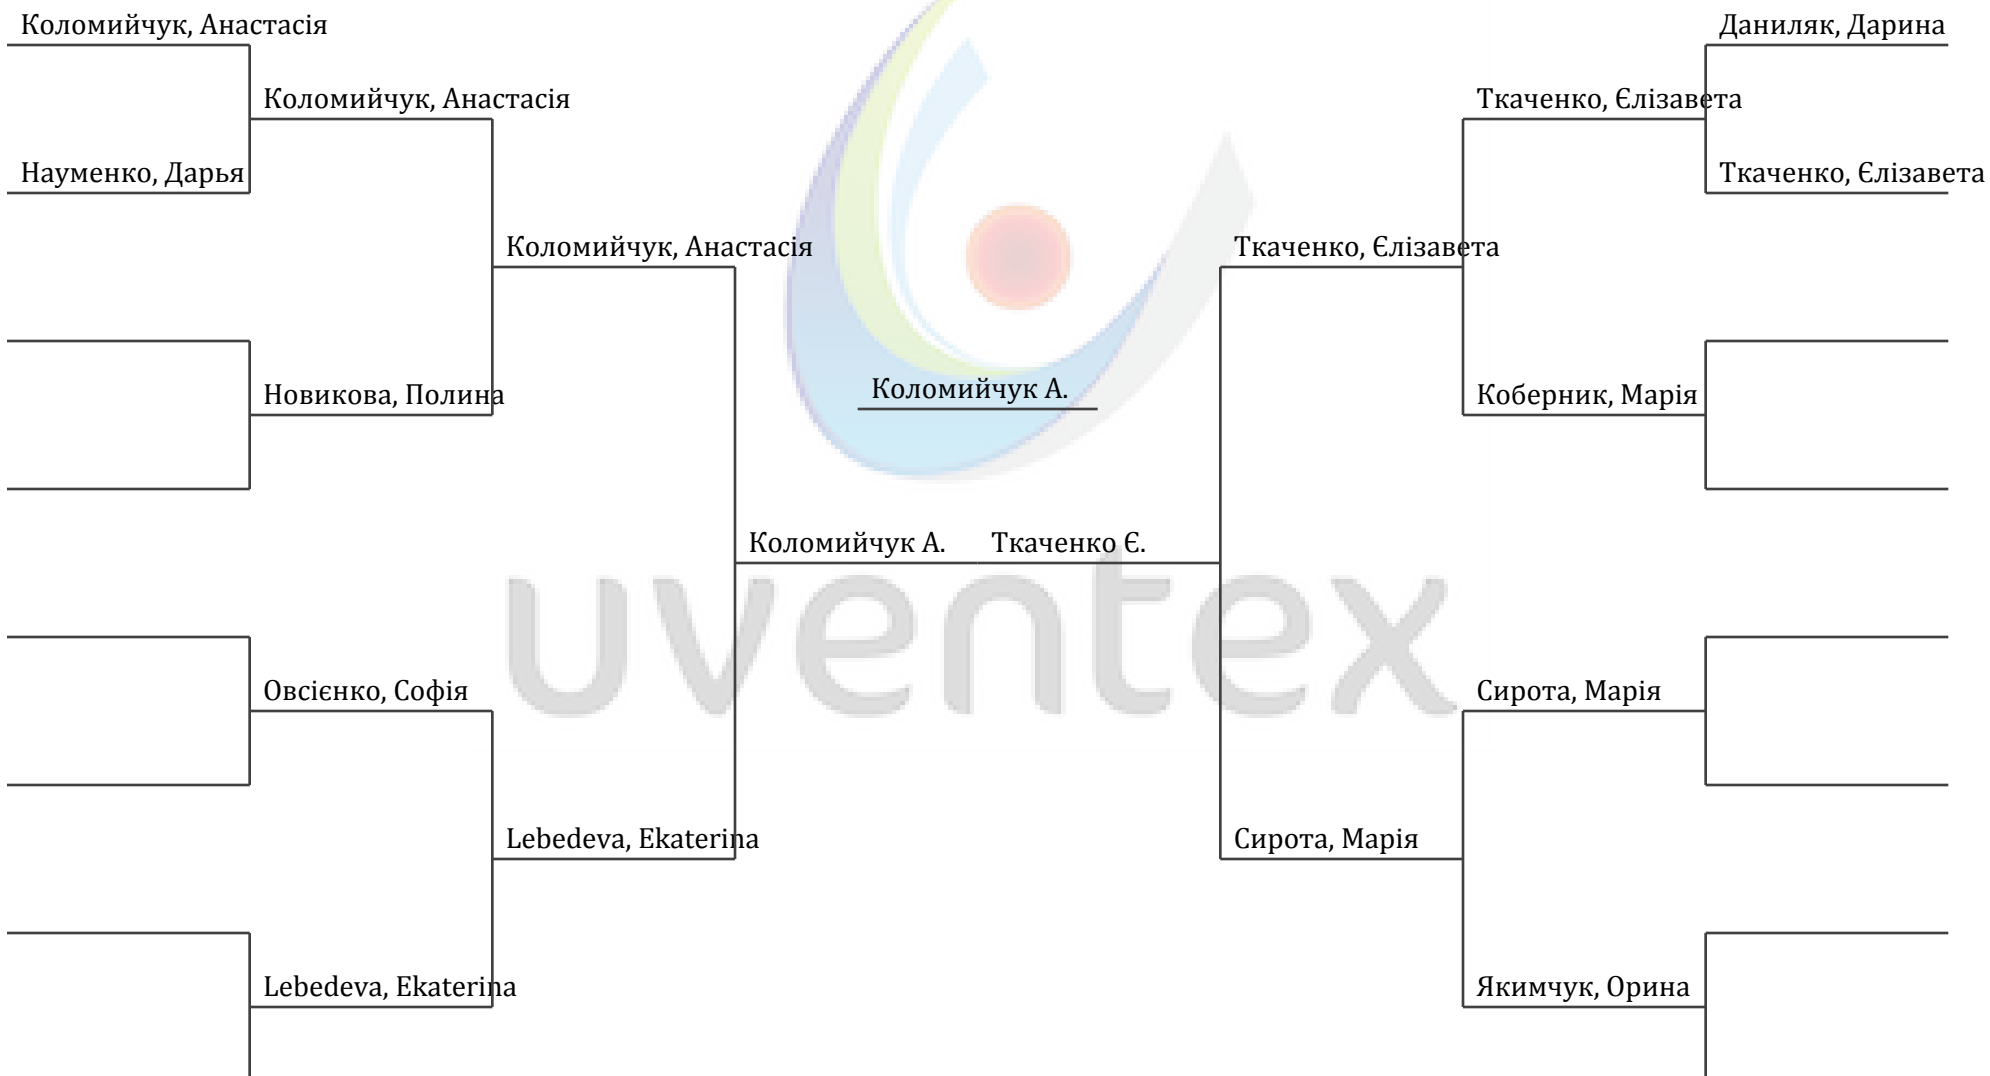 Коломийчук, Анастасія
Даниляк, Дарина
Коломийчук, Анастасія
Ткаченко, Єлізавета
Науменко, Дарья
Ткаченко, Єлізавета
Коломийчук, Анастасія
Ткаченко, Єлізавета
Коломийчук А.
Новикова, Полина
Коберник, Марія
Коломийчук А.
Ткаченко Є.
uventex
Овсієнко, Софія
Сирота, Марія
Lebedeva, Ekaterina
Сирота, Марія
Lebedeva, Ekaterina
Якимчук, Орина